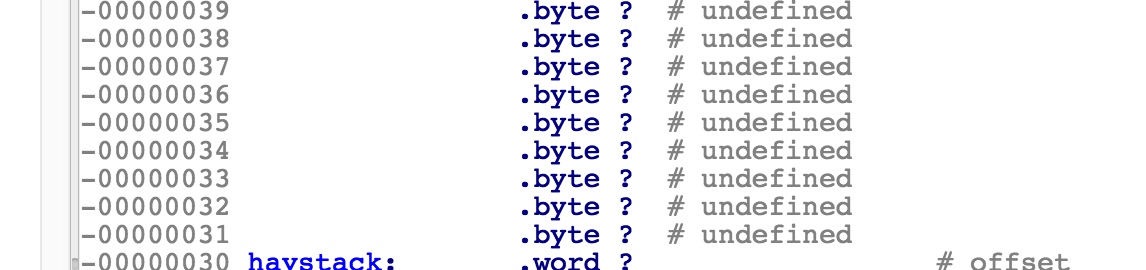 -00000039 .byte ? # undefined
-00000038 .byte ? # undefined
-00000037 .byte ? # undefined
-00000036 .byte ? # undefined
-00000035 .byte ? # undefined
-00000034 .byte ? # undefined
-00000033 .byte ? # undefined
-00000032 .byte ? # undefined
-00000031 .byte ? # undefined
-00000030 haystack: .word ? # offset